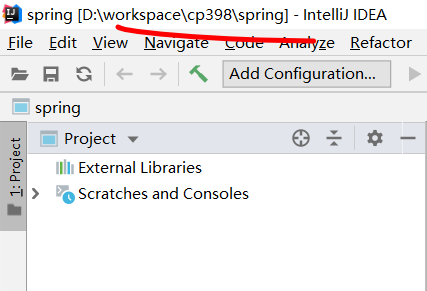 spring [D:\workspace\cp398\spring] - IntelliJ IDEA
File Edit View Navigate Code Analyze Refactor
Add Configuration...
spring
1: Project
Project
External Libraries
Scratches and Consoles